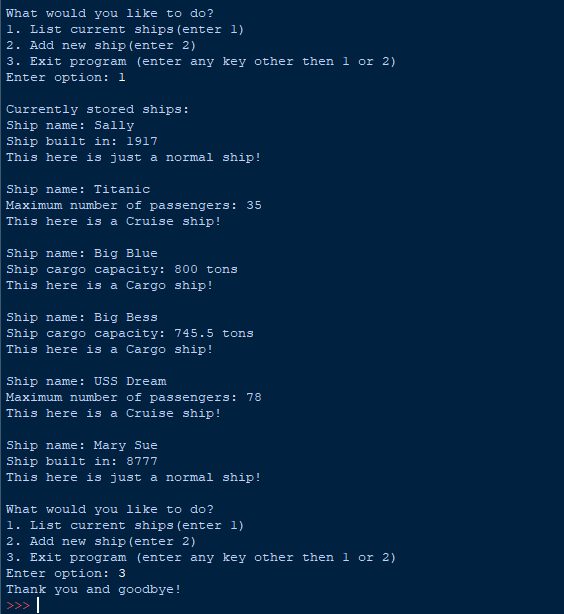 What would you like to do?
1. List current ships(enter 1)
2. Add new ship(enter 2)
3. Exit program (enter any key other then 1 or 2)
Enter option: 1
Currently stored ships:
Ship name: Sally
Ship built in: 1917
This here is just a normal ship!
Ship name: Titanic
Maximum number of passengers: 35
This here is a Cruise ship!
Ship name: Big Blue
Ship cargo capacity: 800 tons
This here is a Cargo ship!
Ship name: Big Bess
Ship cargo capacity: 745.5 tons
This here is a Cargo ship!
Ship name: USS Dream
Maximum number of passengers: 78
This here is a Cruise ship!
Ship name: Mary Sue
Ship built in: 8777
This here is just a normal ship!
What would you like to do?
1. List current ships(enter 1)
2. Add new ship(enter 2)
3. Exit program (enter any key other then 1 or 2)
Enter option: 3
Thank you and goodbye!
>>>